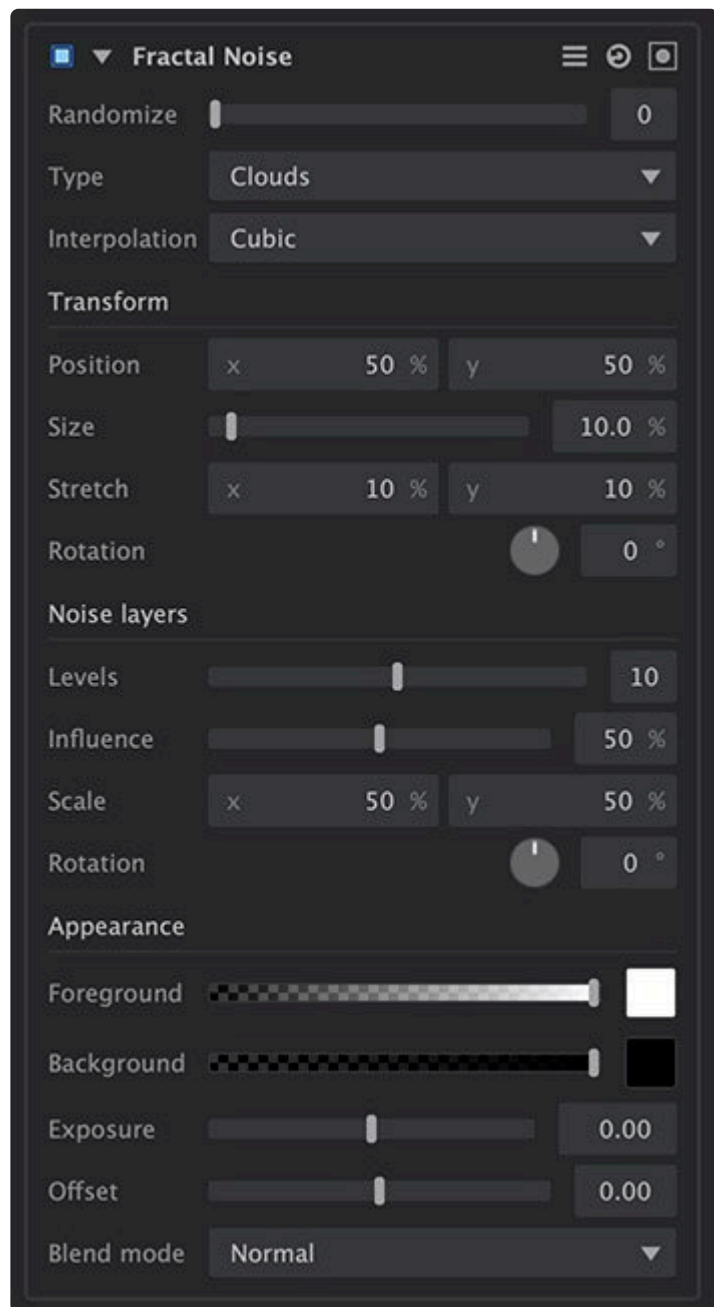 Fractal Noise
Randomize 0
Type Clouds
Interpolation Cubic
Transform
Position x 50 % y 50 %
Size 10.0 %
Stretch x 10 % y 10 %
Rotation 0 °
Noise layers
Levels 10
Influence 50 %
Scale x 50 % y 50 %
Rotation 0 °
Appearance
Foreground
Background
Exposure 0.00
Offset 0.00
Blend mode Normal